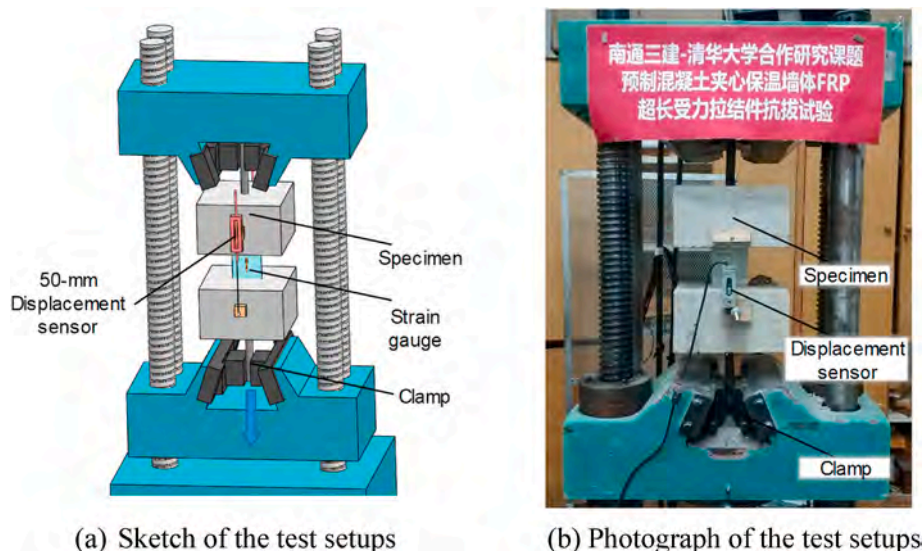 50-mm
Displacement
sensor
Specimen
Strain
gauge
Clamp
(a) Sketch of the test setups
南通三建-清华大学合作研究课题
预制混凝土夹心保温墙体FRP
超长受力拉结件抗拔试验
Specimen
Displacement
sensor
Clamp
(b) Photograph of the test setups